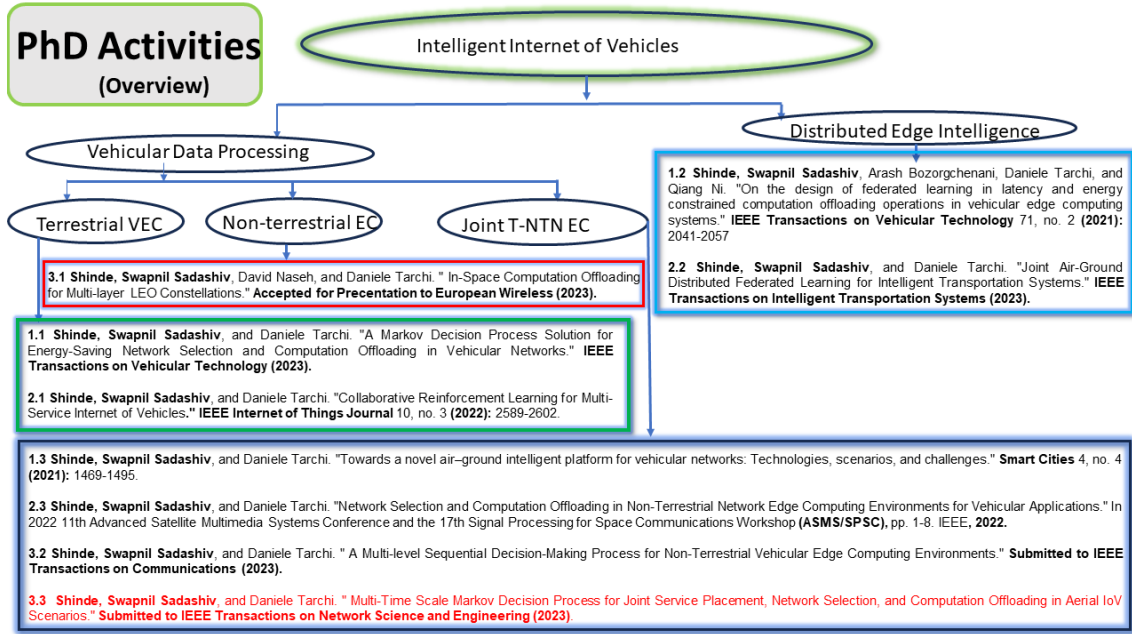 PhD Activities
(Overview)
Intelligent Internet of Vehicles
Vehicular Data Processing
Distributed Edge Intelligence
Terrestrial VEC
Non-terrestrial EC
Joint T-NTN EC
1.2 Shinde, Swapnil Sadashiv, Arash Bozorgchenani, Daniele Tarchi, and
Qiang Ni. "On the design of federated learning in latency and energy
constrained computation offloading operations in vehicular edge computing
systems." IEEE Transactions on Vehicular Technology 71, no. 2 (2021):
2041-2057
2.2 Shinde, Swapnil Sadashiv, and Daniele Tarchi. "Joint Air-Ground
Distributed Federated Learning for Intelligent Transportation Systems." IEEE
Transactions on Intelligent Transportation Systems (2023).
3.1 Shinde, Swapnil Sadashiv, David Naseh, and Daniele Tarchi. " In-Space Computation Offloading
for Multi-layer LEO Constellations." Accepted for Precentation to European Wireless (2023).
1.1 Shinde, Swapnil Sadashiv, and Daniele Tarchi. "A Markov Decision Process Solution for
Energy-Saving Network Selection and Computation Offloading in Vehicular Networks." IEEE
Transactions on Vehicular Technology (2023).
2.1 Shinde, Swapnil Sadashiv, and Daniele Tarchi. "Collaborative Reinforcement Learning for Multi-
Service Internet of Vehicles." IEEE Internet of Things Journal 10, no. 3 (2022): 2589-2602.
1.3 Shinde, Swapnil Sadashiv, and Daniele Tarchi. "Towards a novel air–ground intelligent platform for vehicular networks: Technologies, scenarios, and challenges." Smart Cities 4, no. 4
(2021): 1469-1495.
2.3 Shinde, Swapnil Sadashiv, and Daniele Tarchi. "Network Selection and Computation Offloading in Non-Terrestrial Network Edge Computing Environments for Vehicular Applications." In
2022 11th Advanced Satellite Multimedia Systems Conference and the 17th Signal Processing for Space Communications Workshop (ASMS/SPSC), pp. 1-8. IEEE, 2022.
3.2 Shinde, Swapnil Sadashiv, and Daniele Tarchi. " A Multi-level Sequential Decision-Making Process for Non-Terrestrial Vehicular Edge Computing Environments." Submitted to IEEE
Transactions on Communications (2023).
3.3 Shinde, Swapnil Sadashiv, and Daniele Tarchi. " Multi-Time Scale Markov Decision Process for Joint Service Placement, Network Selection, and Computation Offloading in Aerial IoV
Scenarios." Submitted to IEEE Transactions on Network Science and Engineering (2023).